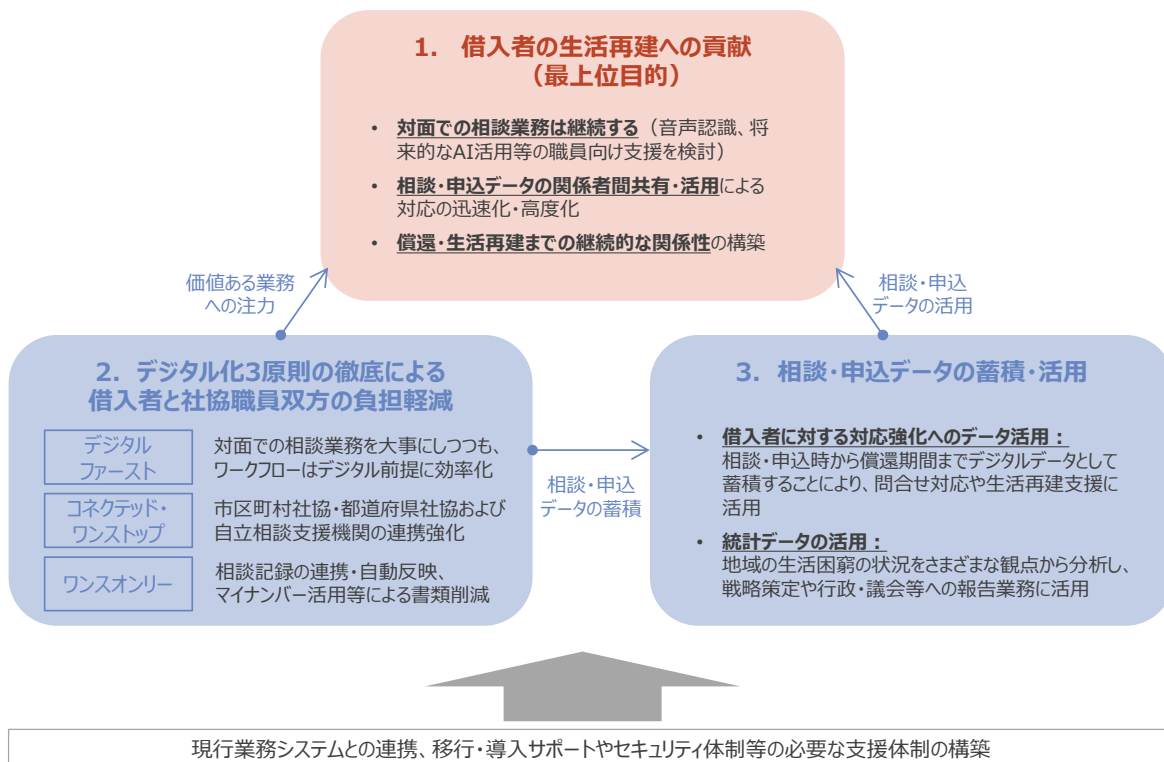 1. 借入者の生活再建への貢献
（最上位目的）
• 対面での相談業務は継続する（音声認識、将
来的なAI活用等の職員向け支援を検討）
• 相談・申込データの関係者間共有・活用による
対応の迅速化・高度化
• 償還・生活再建までの継続的な関係性の構築
価値ある業務
への注力
相談・申込
データの活用
2. デジタル化3原則の徹底による
借入者と社協職員双方の負担軽減
デジタル
ファースト
対面での相談業務を大事にしつつも、
ワークフローはデジタル前提に効率化
コネクテッド・
ワンストップ
市区町村社協・都道府県社協および
自立相談支援機関の連携強化
ワンスオンリー
相談記録の連携・自動反映、
マイナンバー活用等による書類削減
相談・申込
データの蓄積
3. 相談・申込データの蓄積・活用
• 借入者に対する対応強化へのデータ活用：
相談・申込時から償還期間までデジタルデータとして
蓄積することにより、問合せ対応や生活再建支援に
活用
• 統計データの活用：
地域の生活困窮の状況をさまざまな観点から分析し、
戦略策定や行政・議会等への報告業務に活用
現行業務システムとの連携、移行・導入サポートやセキュリティ体制等の必要な支援体制の構築